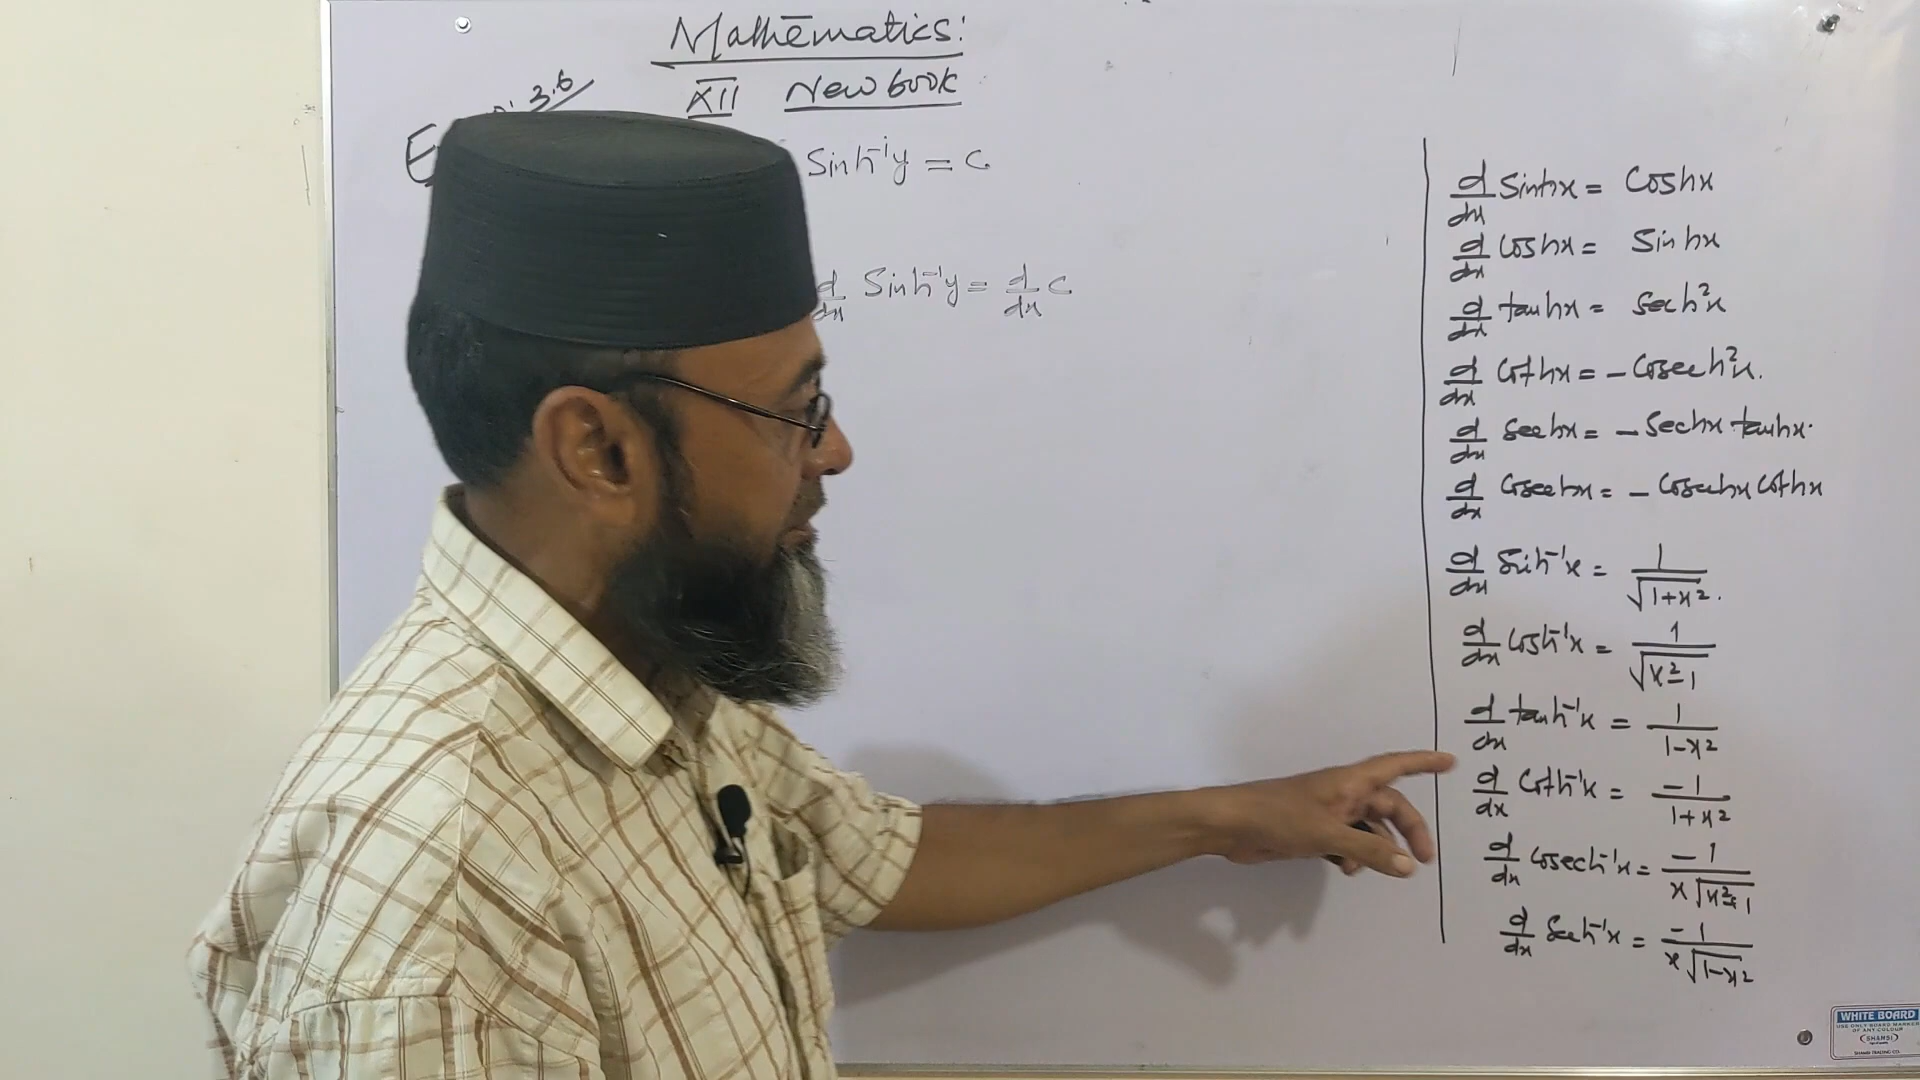 Mathematics:
XII New book
3.6
Sinh⁻¹y = c
d/dx Sinh⁻¹y = d/dx c
d/dx Sinhx = Coshx
d/dx Coshx = Sinhx
d/dx tanhx = Sech²x
d/dx Cothx = -Cosech²x.
d/dx Sechx = - Sechx tanhx.
d/dx Cosechx = - Cosechx Cothx
d/dx Sinh⁻¹x = 1/√(1+x²).
d/dx Cosh⁻¹x = 1/√(x²-1)
d/dx tanh⁻¹x = 1/(1-x²)
d/dx Coth⁻¹x = -1/(1+x²)
d/dx Cosech⁻¹x = -1/(x√(x²+1))
d/dx Sech⁻¹x = -1/(x√(1-x²))
WHITE BOARD
USE ONLY BOARD MARKER
OF ANY COLOUR
SHAMSI
SHAMSI TRADING CO.